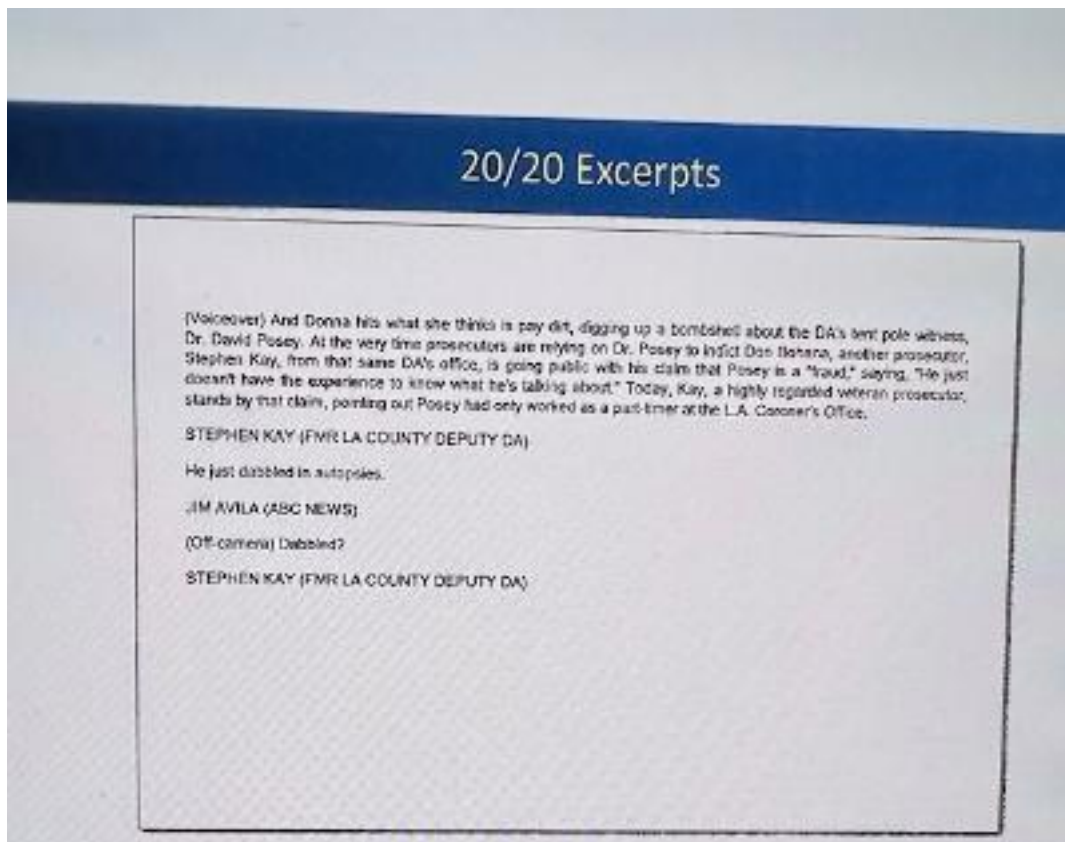 20/20 Excerpts
(Voiceover) And Donna hits what she thinks is pay dirt, digging up a bombshell about the DA's tent pole witness,
Dr. David Posey. At the very time prosecutors are relying on Dr. Posey to indict Don another prosecutor,
Stephen Kay, from that same DA's office, is going public with his claim that Posey is a "fraud," saying, "He just
doesn't have the experience to know what he's talking about." Today, Kay, a highly regarded veteran prosecutor,
stands by that claim, pointing out Posey had only worked as a part-timer at the L.A. Coroner's Office.
STEPHEN KAY (FMR LA COUNTY DEPUTY DA)
He just dabbled in autopsies.
JIM AVILA (ABC NEWS)
(Off-camera) Dabbled?
STEPHEN KAY (FMR LA COUNTY DEPUTY DA)